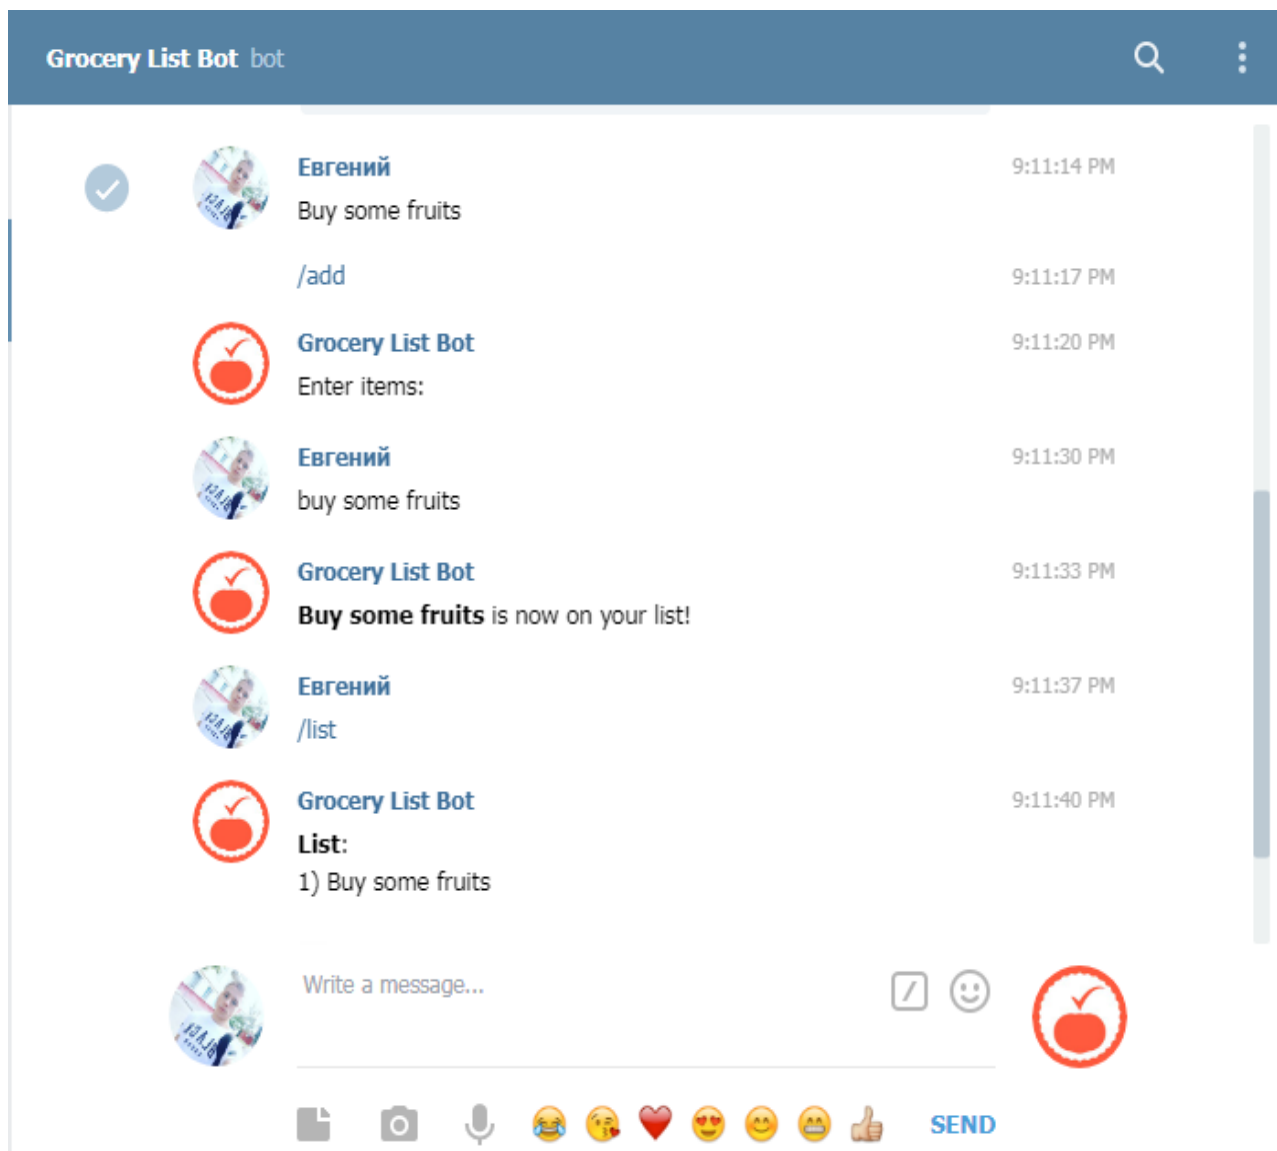 Grocery List Bot bot
Евгений 9:11:14 PM
Buy some fruits
/add 9:11:17 PM
Grocery List Bot 9:11:20 PM
Enter items:
Евгений 9:11:30 PM
buy some fruits
Grocery List Bot 9:11:33 PM
Buy some fruits is now on your list!
Евгений 9:11:37 PM
/list
Grocery List Bot 9:11:40 PM
List:
1) Buy some fruits
Write a message...
SEND